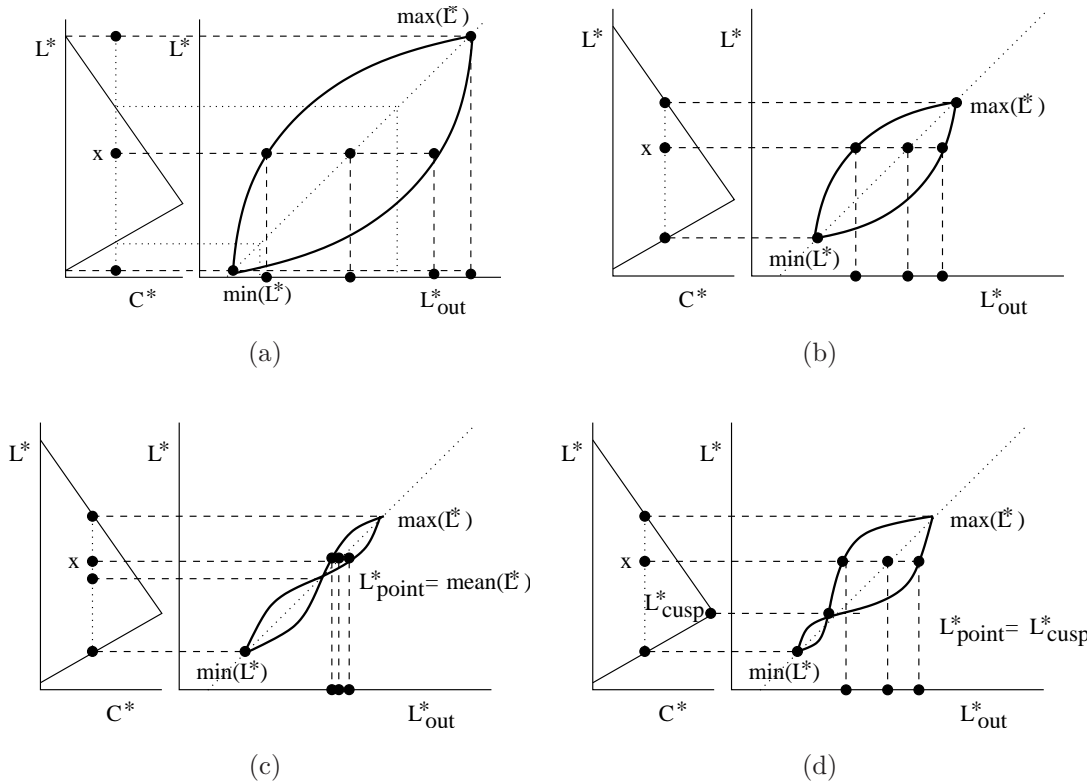 max(L*)
L*
L*
x
min(L*)
C*
L*out
(a)
L*
L*
max(L*)
x
min(L*)
C*
L*out
(b)
L*
L*
max(L*)
x
L*point = mean(L*)
min(L*)
C*
L*out
(c)
L*
L*
max(L*)
x
L*cusp
L*point = L*cusp
min(L*)
C*
L*out
(d)